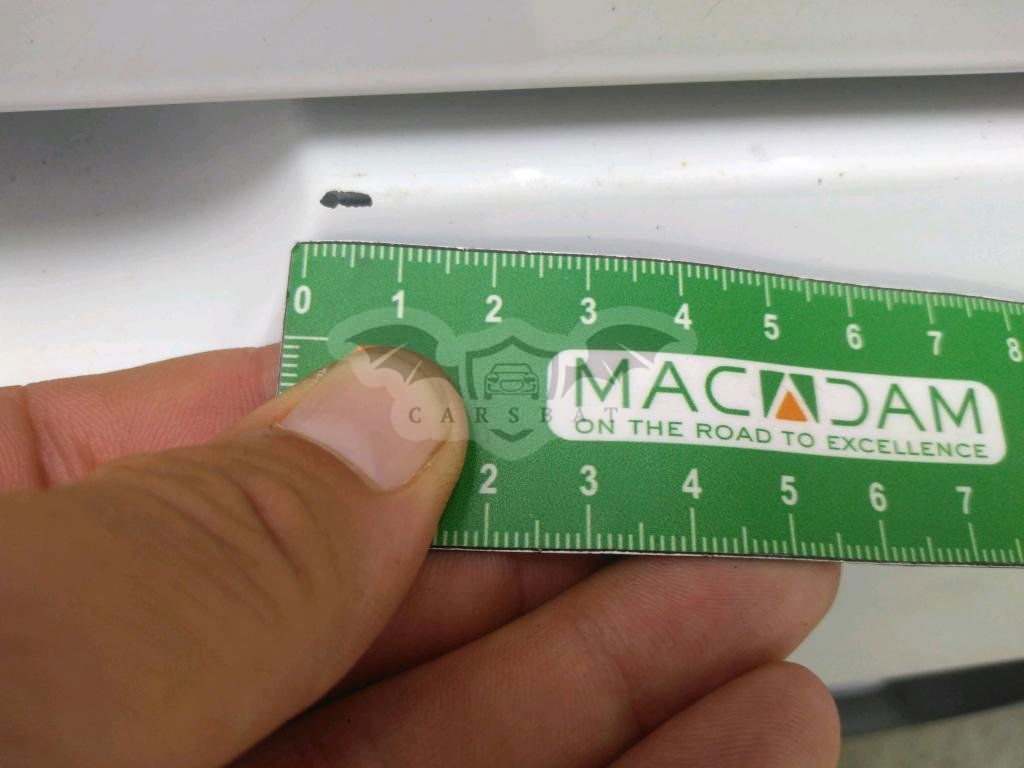 0 1 2 3 4 5 6 7 8
MACADAM
ON THE ROAD TO EXCELLENCE
CARSBAT
2 3 4 5 6 7